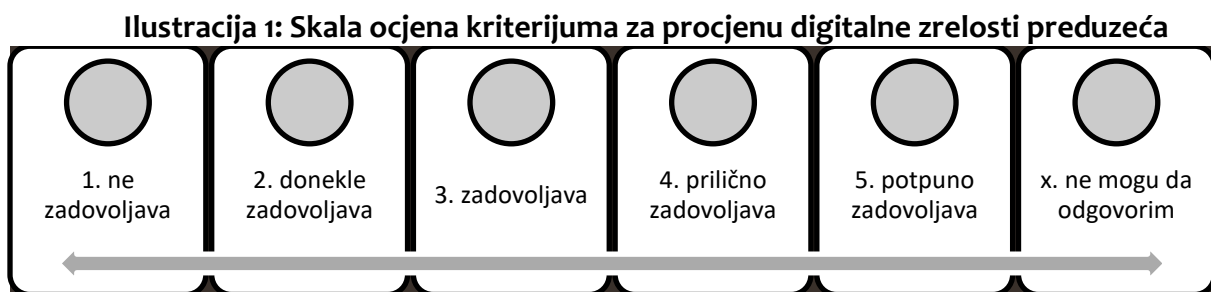 Ilustracija 1: Skala ocjena kriterijuma za procjenu digitalne zrelosti preduzeća
1. ne
zadovoljava
2. donekle
zadovoljava
3. zadovoljava
4. prilično
zadovoljava
5. potpuno
zadovoljava
x. ne mogu da
odgovorim